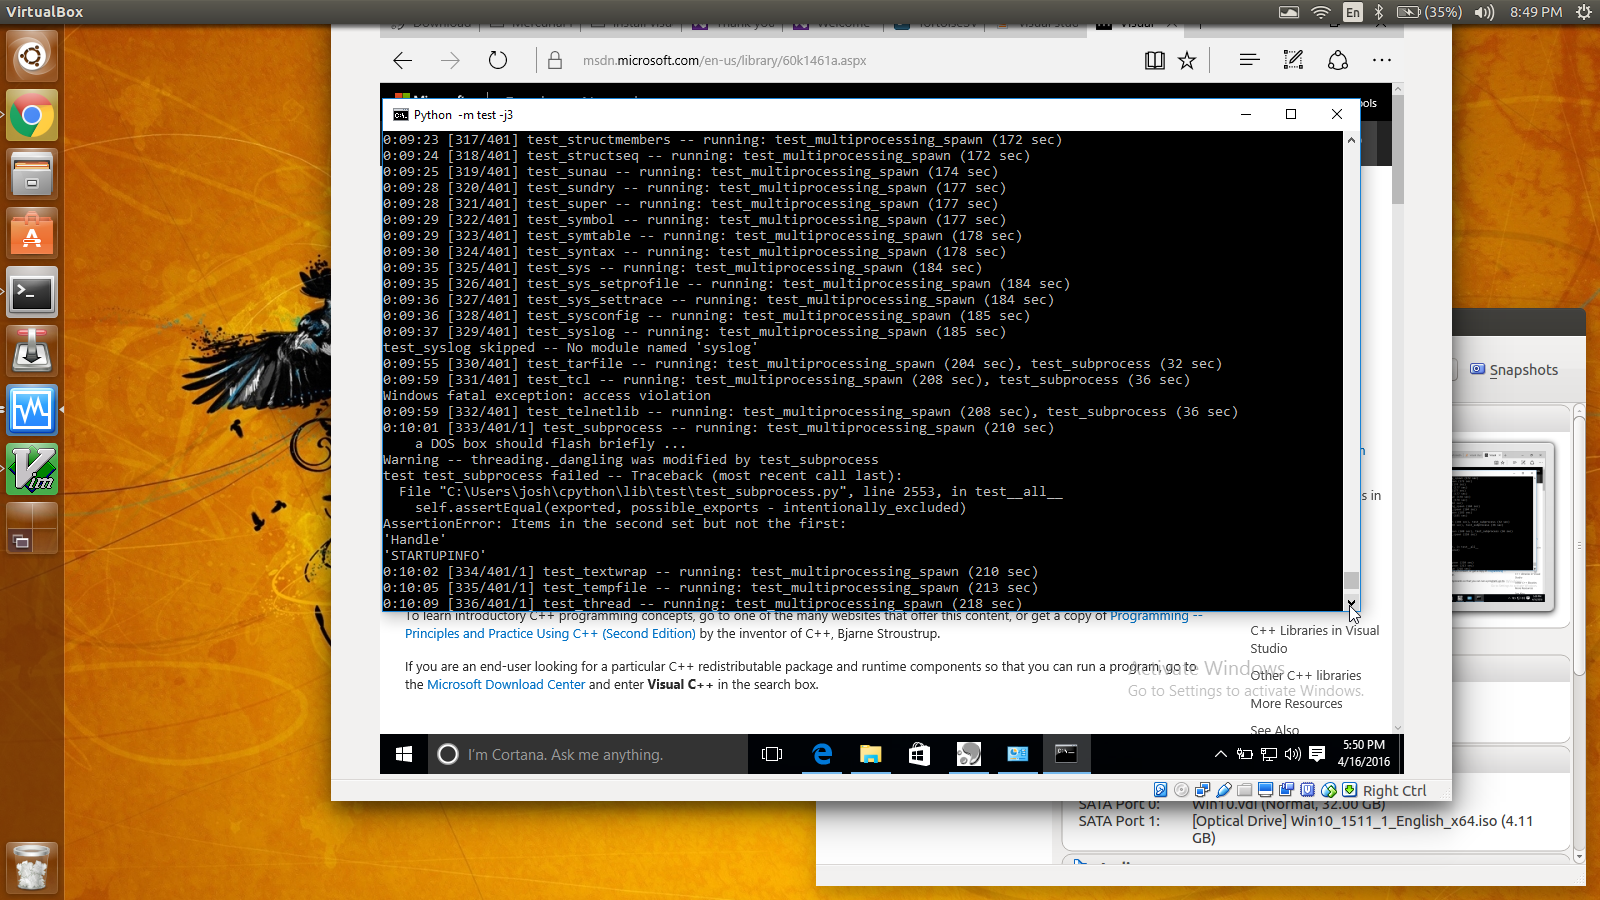 VirtualBox
En
(35%)
8:49 PM
msdn.microsoft.com/en-us/library/60k1461a.aspx
Python -m test -j3
0:09:23 [317/401] test_structmembers -- running: test_multiprocessing_spawn (172 sec)
0:09:24 [318/401] test_structseq -- running: test_multiprocessing_spawn (172 sec)
0:09:25 [319/401] test_sunau -- running: test_multiprocessing_spawn (174 sec)
0:09:28 [320/401] test_sundry -- running: test_multiprocessing_spawn (177 sec)
0:09:28 [321/401] test_super -- running: test_multiprocessing_spawn (177 sec)
0:09:29 [322/401] test_symbol -- running: test_multiprocessing_spawn (177 sec)
0:09:29 [323/401] test_symtable -- running: test_multiprocessing_spawn (178 sec)
0:09:30 [324/401] test_syntax -- running: test_multiprocessing_spawn (178 sec)
0:09:35 [325/401] test_sys -- running: test_multiprocessing_spawn (184 sec)
0:09:35 [326/401] test_sys_setprofile -- running: test_multiprocessing_spawn (184 sec)
0:09:36 [327/401] test_sys_settrace -- running: test_multiprocessing_spawn (184 sec)
0:09:36 [328/401] test_sysconfig -- running: test_multiprocessing_spawn (185 sec)
0:09:37 [329/401] test_syslog -- running: test_multiprocessing_spawn (185 sec)
test_syslog skipped -- No module named 'syslog'
0:09:55 [330/401] test_tarfile -- running: test_multiprocessing_spawn (204 sec), test_subprocess (32 sec)
0:09:59 [331/401] test_tcl -- running: test_multiprocessing_spawn (208 sec), test_subprocess (36 sec)
Windows fatal exception: access violation
0:09:59 [332/401] test_telnetlib -- running: test_multiprocessing_spawn (208 sec), test_subprocess (36 sec)
0:10:01 [333/401/1] test_subprocess -- running: test_multiprocessing_spawn (210 sec)
a DOS box should flash briefly ...
Warning -- threading._dangling was modified by test_subprocess
test test_subprocess failed -- Traceback (most recent call last):
File "C:\Users\josh\cpython\lib\test\test_subprocess.py", line 2553, in test__all__
self.assertEqual(exported, possible_exports - intentionally_excluded)
AssertionError: Items in the second set but not the first:
'Handle'
'STARTUPINFO'
0:10:02 [334/401/1] test_textwrap -- running: test_multiprocessing_spawn (210 sec)
0:10:05 [335/401/1] test_tempfile -- running: test_multiprocessing_spawn (213 sec)
0:10:09 [336/401/1] test_thread -- running: test_multiprocessing_spawn (218 sec)
To learn introductory C++ programming concepts, go to one of the many websites that offer this content, or get a copy of Programming --
Principles and Practice Using C++ (Second Edition) by the inventor of C++, Bjarne Stroustrup.
If you are an end-user looking for a particular C++ redistributable package and runtime components so that you can run a program, go to
the Microsoft Download Center and enter Visual C++ in the search box.
C++ Libraries in Visual
Studio
Other C++ libraries
More Resources
See Also
Activate Windows
Go to Settings to activate Windows.
I'm Cortana. Ask me anything.
5:50 PM
4/16/2016
Right Ctrl
Snapshots
SATA Port 0: Win10.vdi (Normal, 32.00 GB)
SATA Port 1: [Optical Drive] Win10_1511_1_English_x64.iso (4.11
GB)